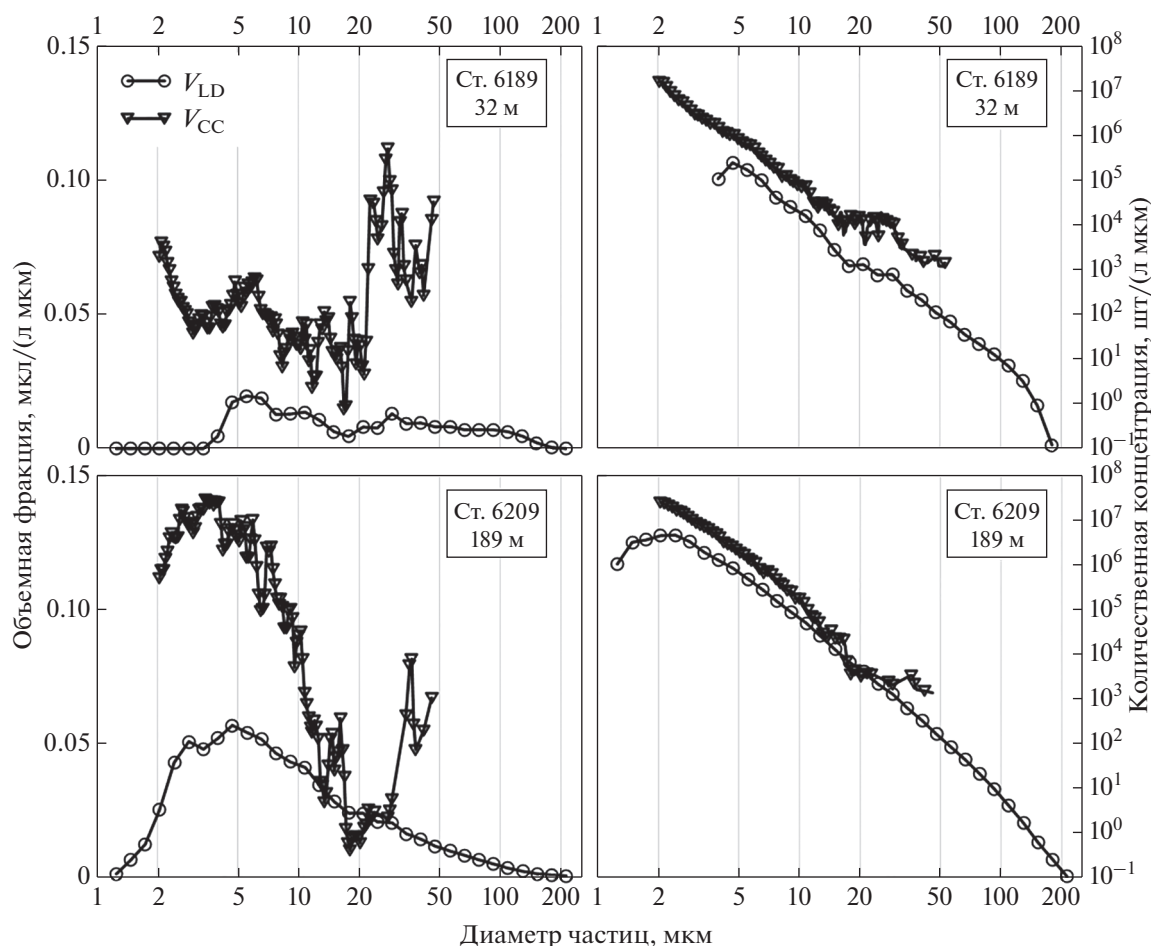 1 2 5 10 20 50 100 200
1 2 5 10 20 50 100 200
0.15
0.10
0.05
0
V_LD
V_CC
Ст. 6189
32 м
Ст. 6189
32 м
10^8
10^7
10^6
10^5
10^4
10^3
10^2
10^1
10^0
10^-1
Объемная фракция, мкл/(л мкм)
Количественная концентрация, шт/(л мкм)
0.15
0.10
0.05
0
Ст. 6209
189 м
Ст. 6209
189 м
10^8
10^7
10^6
10^5
10^4
10^3
10^2
10^1
10^0
10^-1
1 2 5 10 20 50 100 200
1 2 5 10 20 50 100 200
Диаметр частиц, мкм